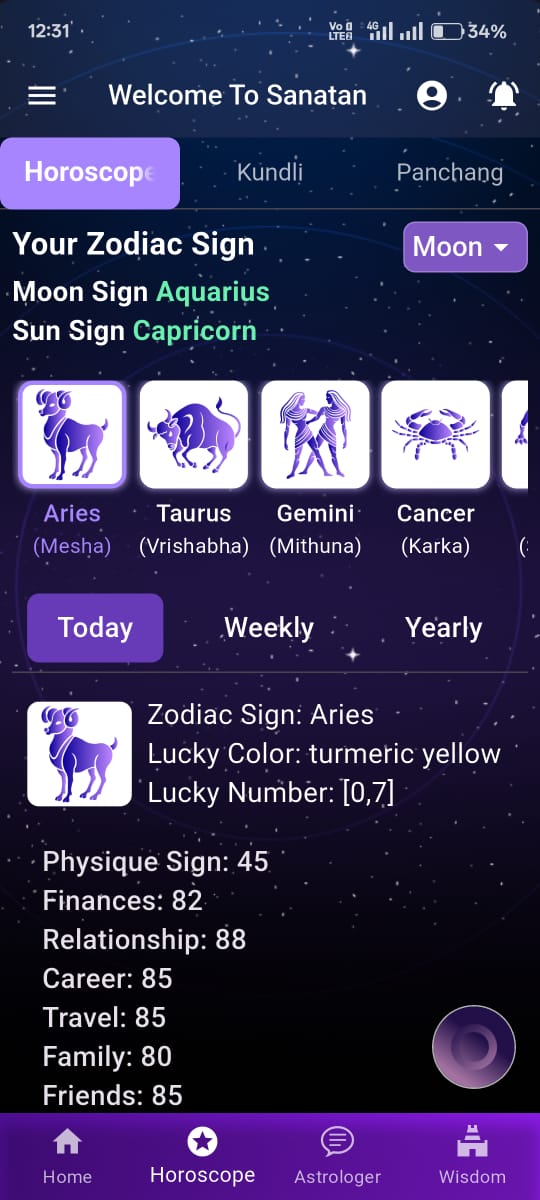 12:31
Vo LTE2 4G 34%
Welcome To Sanatan
Horoscope Kundli Panchang
Your Zodiac Sign Moon
Moon Sign Aquarius
Sun Sign Capricorn
Aries Taurus Gemini Cancer
(Mesha) (Vrishabha) (Mithuna) (Karka)
Today Weekly Yearly
Zodiac Sign: Aries
Lucky Color: turmeric yellow
Lucky Number: [0,7]
Physique Sign: 45
Finances: 82
Relationship: 88
Career: 85
Travel: 85
Family: 80
Friends: 85
Home Horoscope Astrologer Wisdom